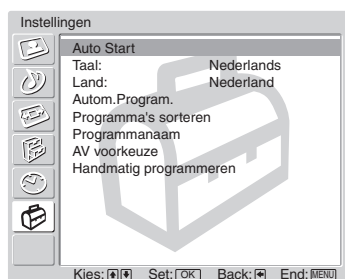 Instellingen
Auto Start
Taal: Nederlands
Land: Nederland
Autom.Program.
Programma's sorteren
Programmanaam
AV voorkeuze
Handmatig programmeren
Kies: Set: OK Back: End: MENU